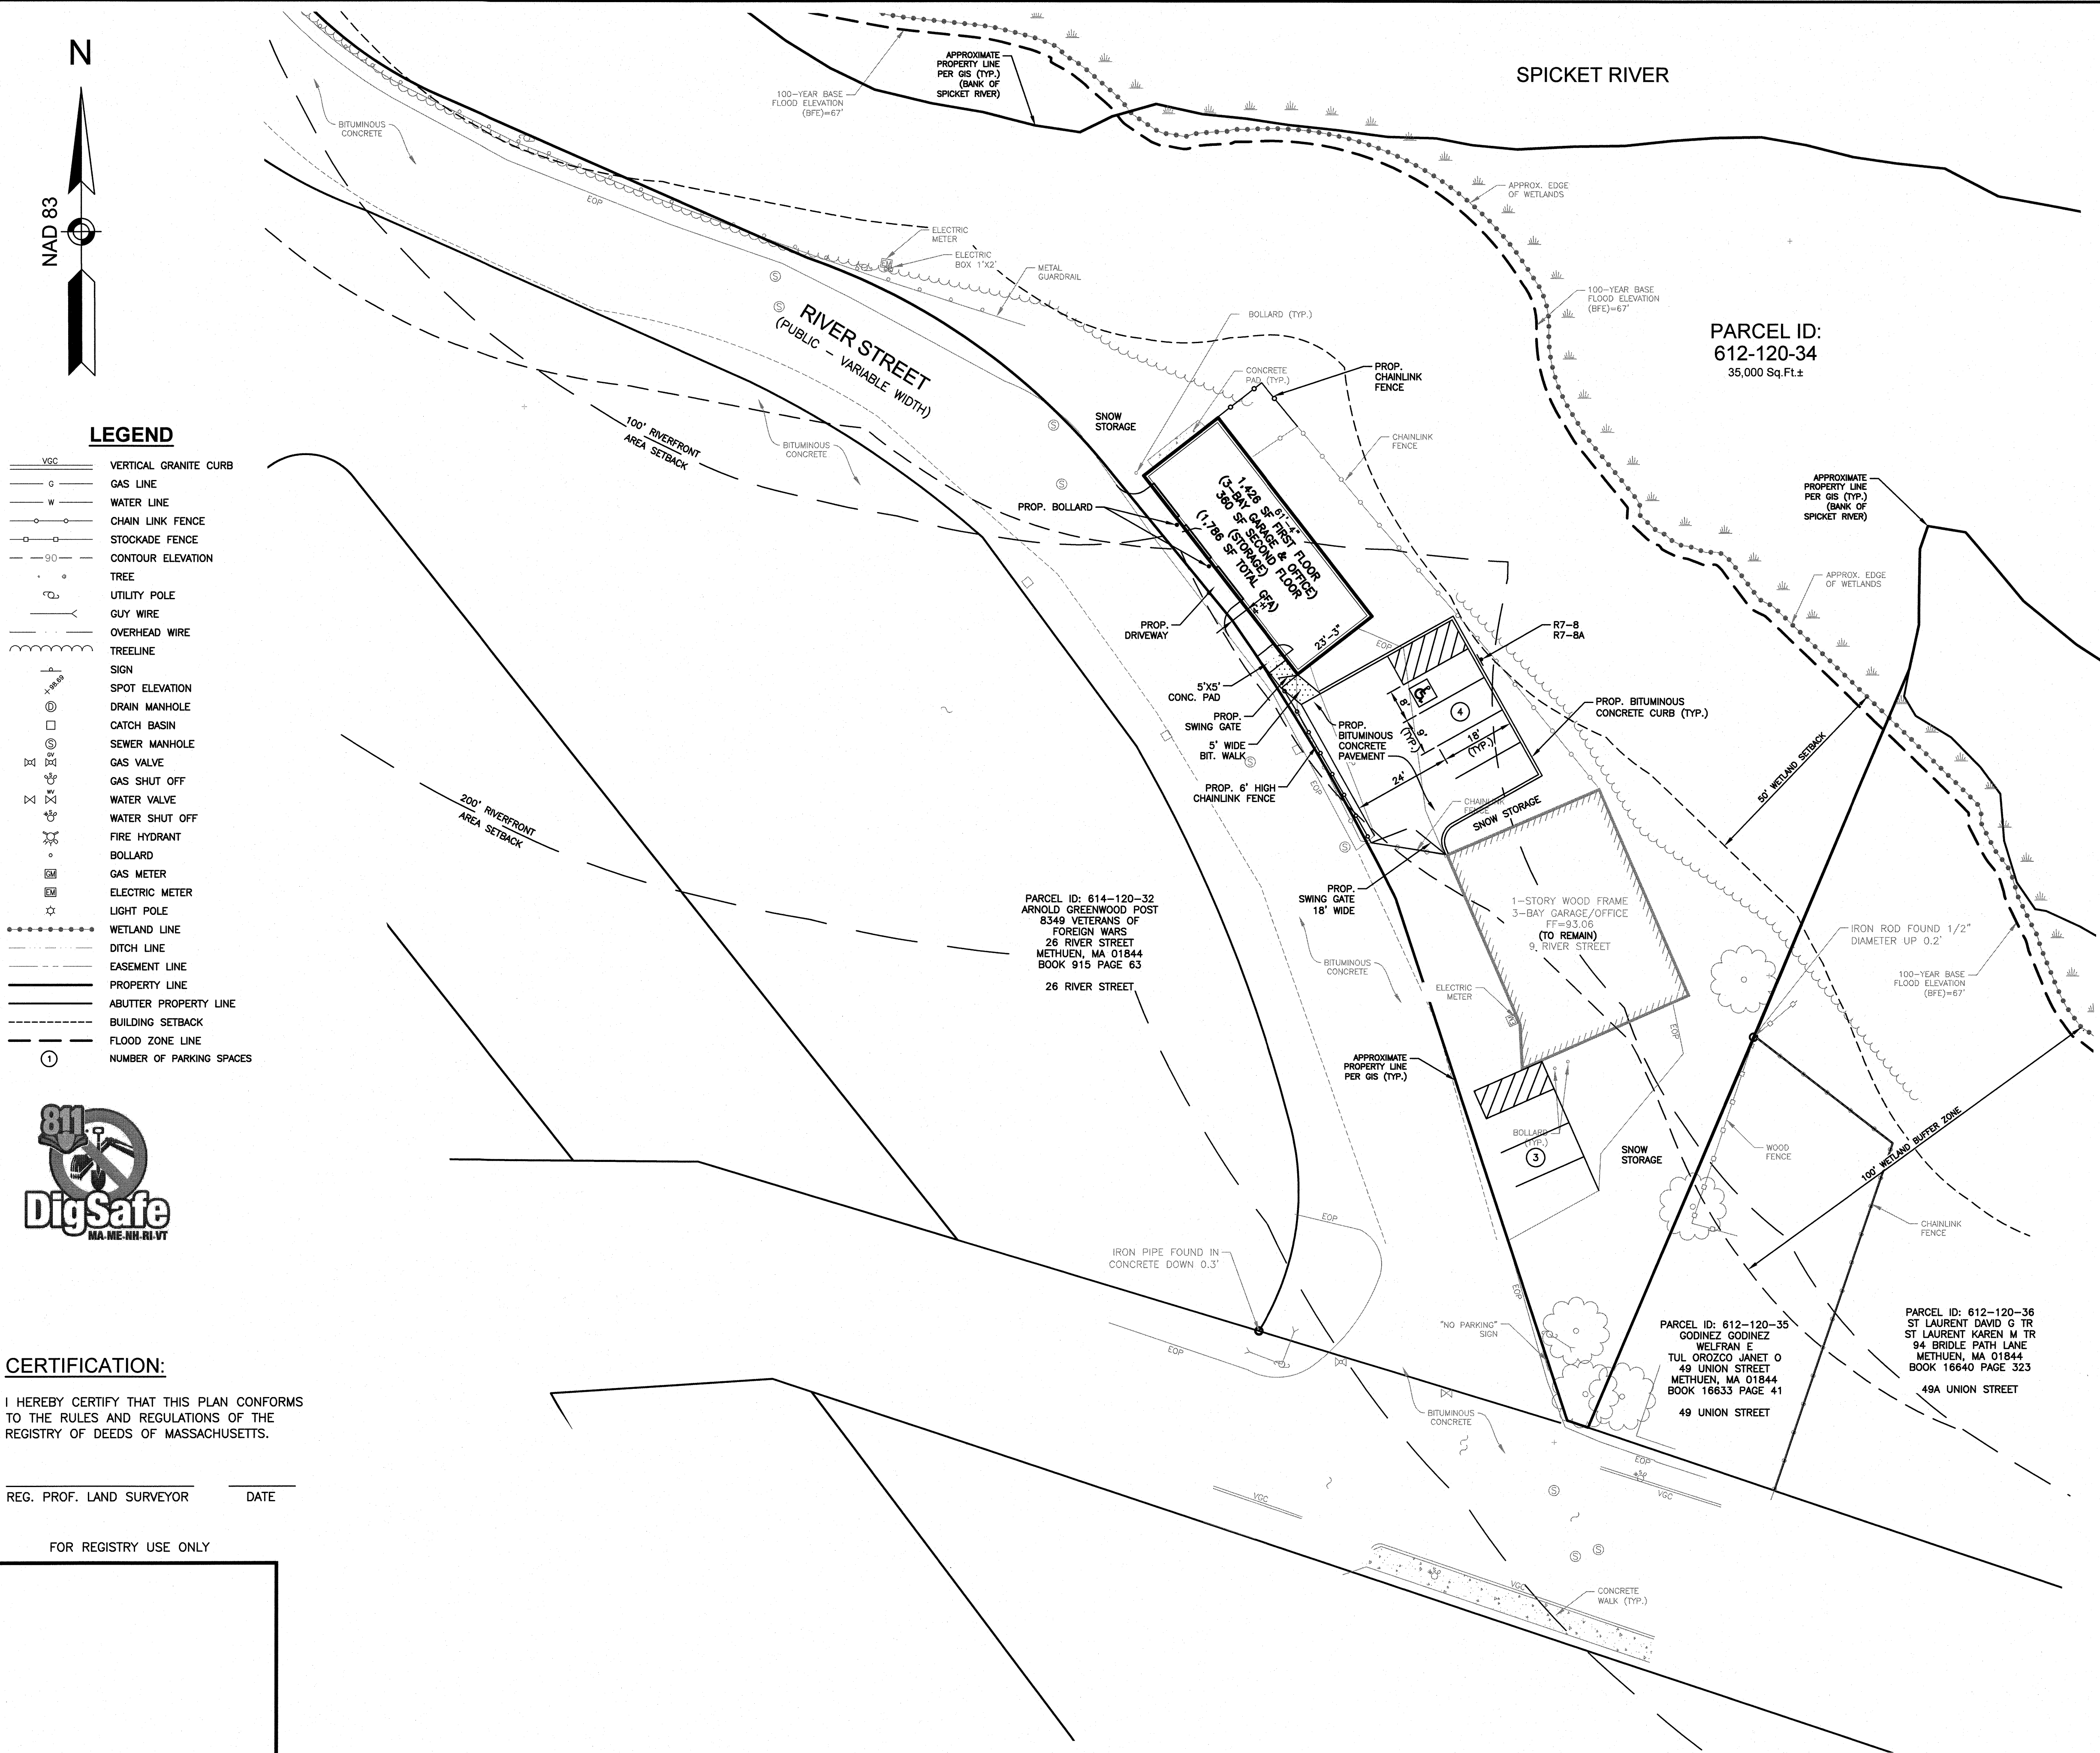 N
NAD 83
LEGEND
VGC
VERTICAL GRANITE CURB
G
GAS LINE
W
WATER LINE
CHAIN LINK FENCE
STOCKADE FENCE
90
CONTOUR ELEVATION
TREE
UTILITY POLE
GUY WIRE
OVERHEAD WIRE
TREELINE
SIGN
98.69
SPOT ELEVATION
D
DRAIN MANHOLE
CATCH BASIN
S
SEWER MANHOLE
GV
GAS VALVE
GAS SHUT OFF
WV
WATER VALVE
WATER SHUT OFF
FIRE HYDRANT
BOLLARD
GM
GAS METER
EM
ELECTRIC METER
LIGHT POLE
WETLAND LINE
DITCH LINE
EASEMENT LINE
PROPERTY LINE
ABUTTER PROPERTY LINE
BUILDING SETBACK
FLOOD ZONE LINE
1
NUMBER OF PARKING SPACES
811
DigSafe
MA-ME-NH-RI-VT
CERTIFICATION:
I HEREBY CERTIFY THAT THIS PLAN CONFORMS
TO THE RULES AND REGULATIONS OF THE
REGISTRY OF DEEDS OF MASSACHUSETTS.
REG. PROF. LAND SURVEYOR
DATE
FOR REGISTRY USE ONLY
SPICKET RIVER
APPROXIMATE
PROPERTY LINE
PER GIS (TYP.)
(BANK OF
SPICKET RIVER)
100-YEAR BASE
FLOOD ELEVATION
(BFE)=67'
BITUMINOUS
CONCRETE
EOP
APPROX. EDGE
OF WETLANDS
ELECTRIC
METER
ELECTRIC
BOX 1'X2'
METAL
GUARDRAIL
EM
S
S
RIVER STREET
(PUBLIC - VARIABLE WIDTH)
100-YEAR BASE
FLOOD ELEVATION
(BFE)=67'
PARCEL ID:
612-120-34
35,000 Sq.Ft.±
BOLLARD (TYP.)
CONCRETE
PAD (TYP.)
PROP.
CHAINLINK
FENCE
SNOW
STORAGE
S
CHAINLINK
FENCE
100' RIVERFRONT
AREA SETBACK
BITUMINOUS
CONCRETE
S
PROP. BOLLARD
61'-4"
1,426 SF FIRST FLOOR
(3-BAY GARAGE & OFFICE)
360 SF SECOND FLOOR
(STORAGE)
(1,786 SF TOTAL GFA)
23'-3"
APPROXIMATE
PROPERTY LINE
PER GIS (TYP.)
(BANK OF
SPICKET RIVER)
APPROX. EDGE
OF WETLANDS
PROP.
DRIVEWAY
EOP
R7-8
R7-8A
5'X5'
CONC. PAD
PROP.
SWING GATE
5' WIDE
BIT. WALK
S
PROP. 6' HIGH
CHAINLINK FENCE
PROP.
BITUMINOUS
CONCRETE
PAVEMENT
8'
9'
(TYP.)
4
18'
(TYP.)
24'
PROP. BITUMINOUS
CONCRETE CURB (TYP.)
EOP
CHAINLINK
FENCE
SNOW STORAGE
50' WETLAND SETBACK
S
200' RIVERFRONT
AREA SETBACK
PROP.
SWING GATE
18' WIDE
PARCEL ID: 614-120-32
ARNOLD GREENWOOD POST
8349 VETERANS OF
FOREIGN WARS
26 RIVER STREET
METHUEN, MA 01844
BOOK 915 PAGE 63
26 RIVER STREET
1-STORY WOOD FRAME
3-BAY GARAGE/OFFICE
FF=93.06
(TO REMAIN)
9 RIVER STREET
IRON ROD FOUND 1/2"
DIAMETER UP 0.2'
BITUMINOUS
CONCRETE
ELECTRIC
METER
EM
100-YEAR BASE
FLOOD ELEVATION
(BFE)=67'
EOP
APPROXIMATE
PROPERTY LINE
PER GIS (TYP.)
BOLLARD
(TYP.)
3
SNOW
STORAGE
WOOD
FENCE
100' WETLAND BUFFER ZONE
CHAINLINK
FENCE
EOP
IRON PIPE FOUND IN
CONCRETE DOWN 0.3'
EOP
EOP
"NO PARKING"
SIGN
PARCEL ID: 612-120-35
GODINEZ GODINEZ
WELFRAN E
TUL OROZCO JANET O
49 UNION STREET
METHUEN, MA 01844
BOOK 16633 PAGE 41
49 UNION STREET
PARCEL ID: 612-120-36
ST LAURENT DAVID G TR
ST LAURENT KAREN M TR
94 BRIDLE PATH LANE
METHUEN, MA 01844
BOOK 16640 PAGE 323
49A UNION STREET
BITUMINOUS
CONCRETE
EOP
VGC
VGC
S
S
S
VGC
CONCRETE
WALK (TYP.)